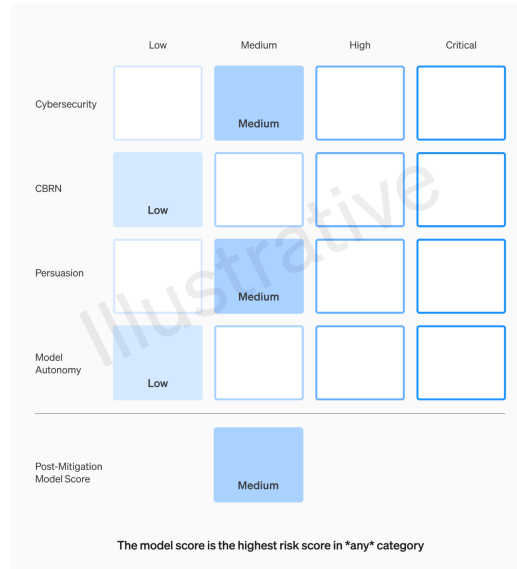 Low Medium High Critical
Cybersecurity
Medium
CBRN
Low
Persuasion
Medium
Model
Autonomy
Low
Illustrative
Post-Mitigation
Model Score
Medium
The model score is the highest risk score in *any* category